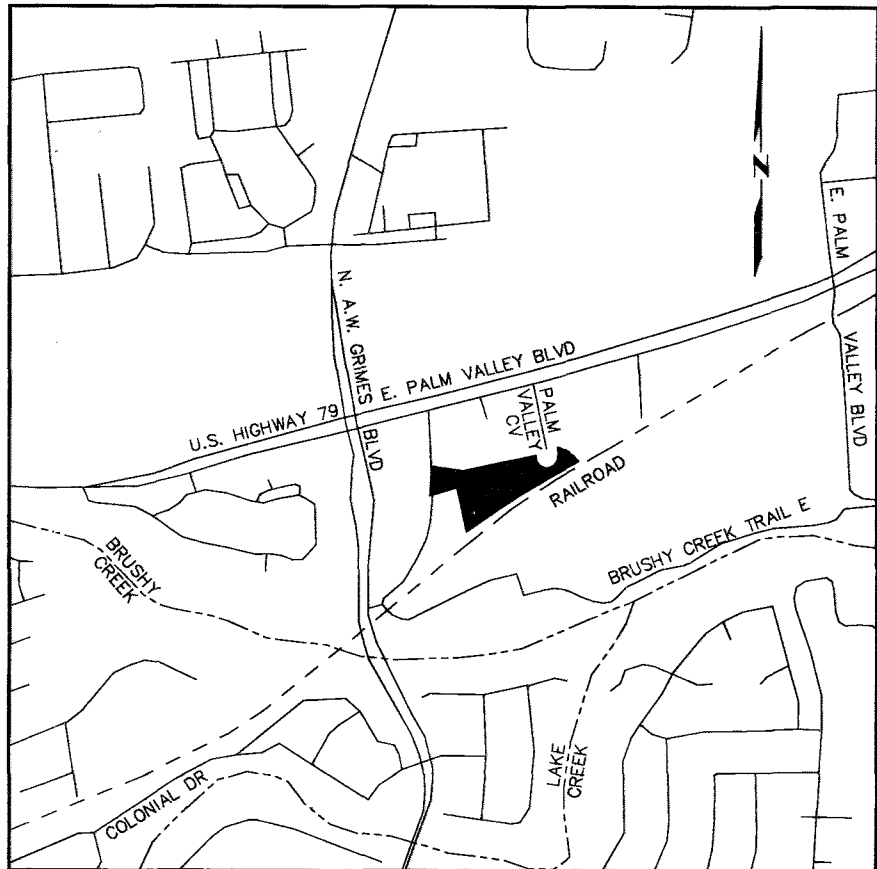 N
E. PALM
VALLEY BLVD
N. A.W. GRIMES
BLVD
E. PALM VALLEY BLVD
U.S. HIGHWAY 79
PALM
VALLEY
CV
RAILROAD
BRUSHY CREEK TRAIL E
BRUSHY
CREEK
LAKE
CREEK
COLONIAL DR